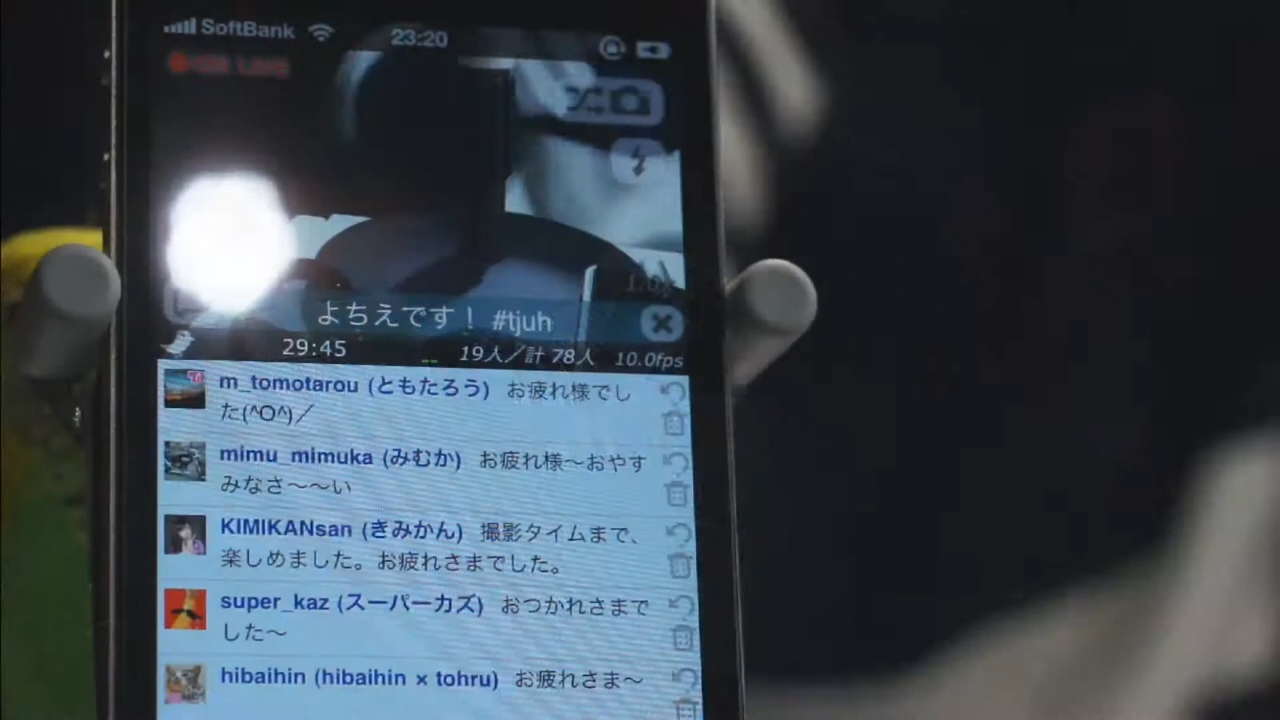 SoftBank 23:20
LIVE
よちえです！ #tjuh
29:45 19人／計 78人 10.0fps
m_tomotarou (ともたろう) お疲れ様でし
た(^O^)／
mimu_mimuka (みむか) お疲れ様〜おやす
みなさ〜〜い
KIMIKANsan (きみかん) 撮影タイムまで、
楽しめました。お疲れさまでした。
super_kaz (スーパーカズ) おつかれさまで
した〜
hibaihin (hibaihin × tohru) お疲れさま〜